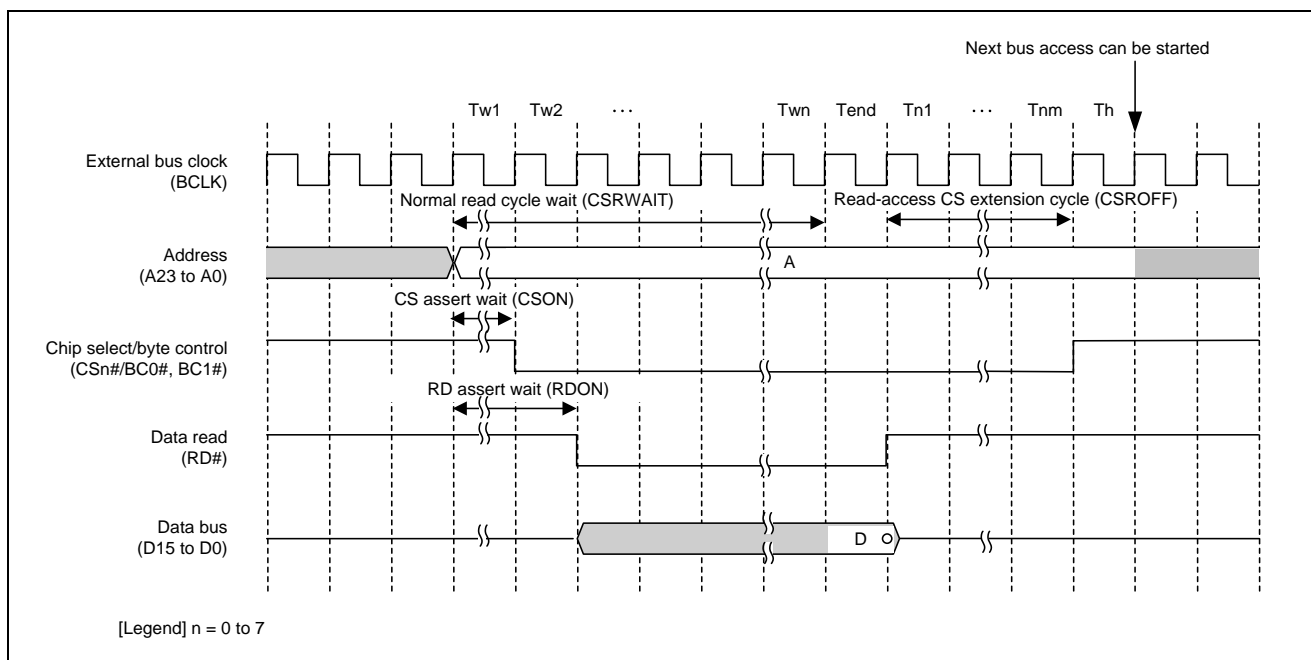 Next bus access can be started
Tw1 Tw2 ··· Twn Tend Tn1 ··· Tnm Th
External bus clock
(BCLK)
Normal read cycle wait (CSRWAIT)
Read-access CS extension cycle (CSROFF)
Address
(A23 to A0)
A
CS assert wait (CSON)
Chip select/byte control
(CSn#/BC0#, BC1#)
RD assert wait (RDON)
Data read
(RD#)
Data bus
(D15 to D0)
D
[Legend] n = 0 to 7